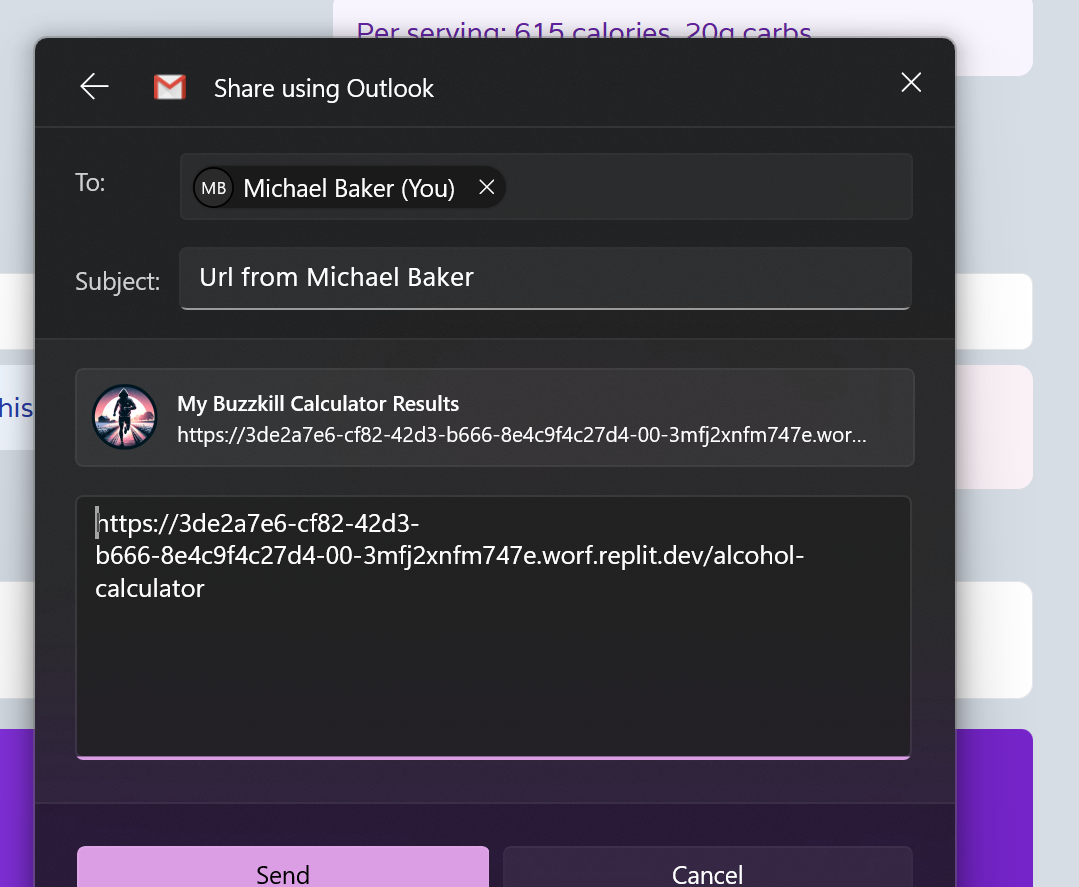 Per serving: 615 calories, 20g carbs
Share using Outlook
To:
MB Michael Baker (You)
Subject:
Url from Michael Baker
his
My Buzzkill Calculator Results
https://3de2a7e6-cf82-42d3-b666-8e4c9f4c27d4-00-3mfj2xnfm747e.wor...
https://3de2a7e6-cf82-42d3-
b666-8e4c9f4c27d4-00-3mfj2xnfm747e.worf.replit.dev/alcohol-
calculator
Send
Cancel